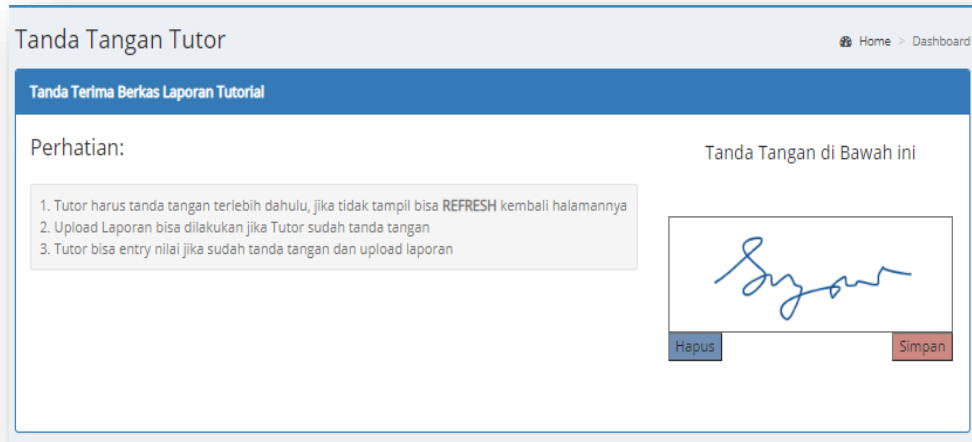 Tanda Tangan Tutor
Home > Dashboard
Tanda Terima Berkas Laporan Tutorial
Perhatian:
Tanda Tangan di Bawah ini
1. Tutor harus tanda tangan terlebih dahulu, jika tidak tampil bisa REFRESH kembali halamannya
2. Upload Laporan bisa dilakukan jika Tutor sudah tanda tangan
3. Tutor bisa entry nilai jika sudah tanda tangan dan upload laporan
Hapus
Simpan